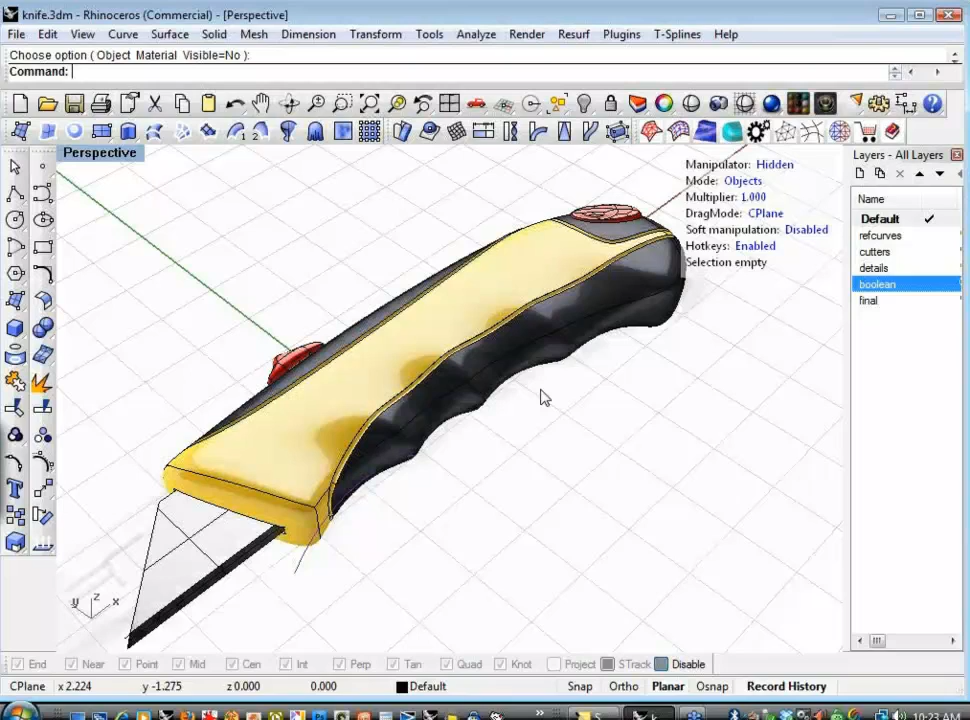 knife.3dm - Rhinoceros (Commercial) - [Perspective]
File Edit View Curve Surface Solid Mesh Dimension Transform Tools Analyze Render Resurf Plugins T-Splines Help
Choose option ( Object Material Visible=No ):
Command:
Perspective
Layers - All Layers
Manipulator: Hidden
Mode: Objects
Multiplier: 1.000
DragMode: CPlane
Soft manipulation: Disabled
Hotkeys: Enabled
Selection empty
Name
Default
refcurves
cutters
details
boolean
final
y z x
End Near Point Mid Cen Int Perp Tan Quad Knot Project STrack Disable
CPlane x 2.224 y -1.275 z 0.000 0.000 Default Snap Ortho Planar Osnap Record History
10:23 AM